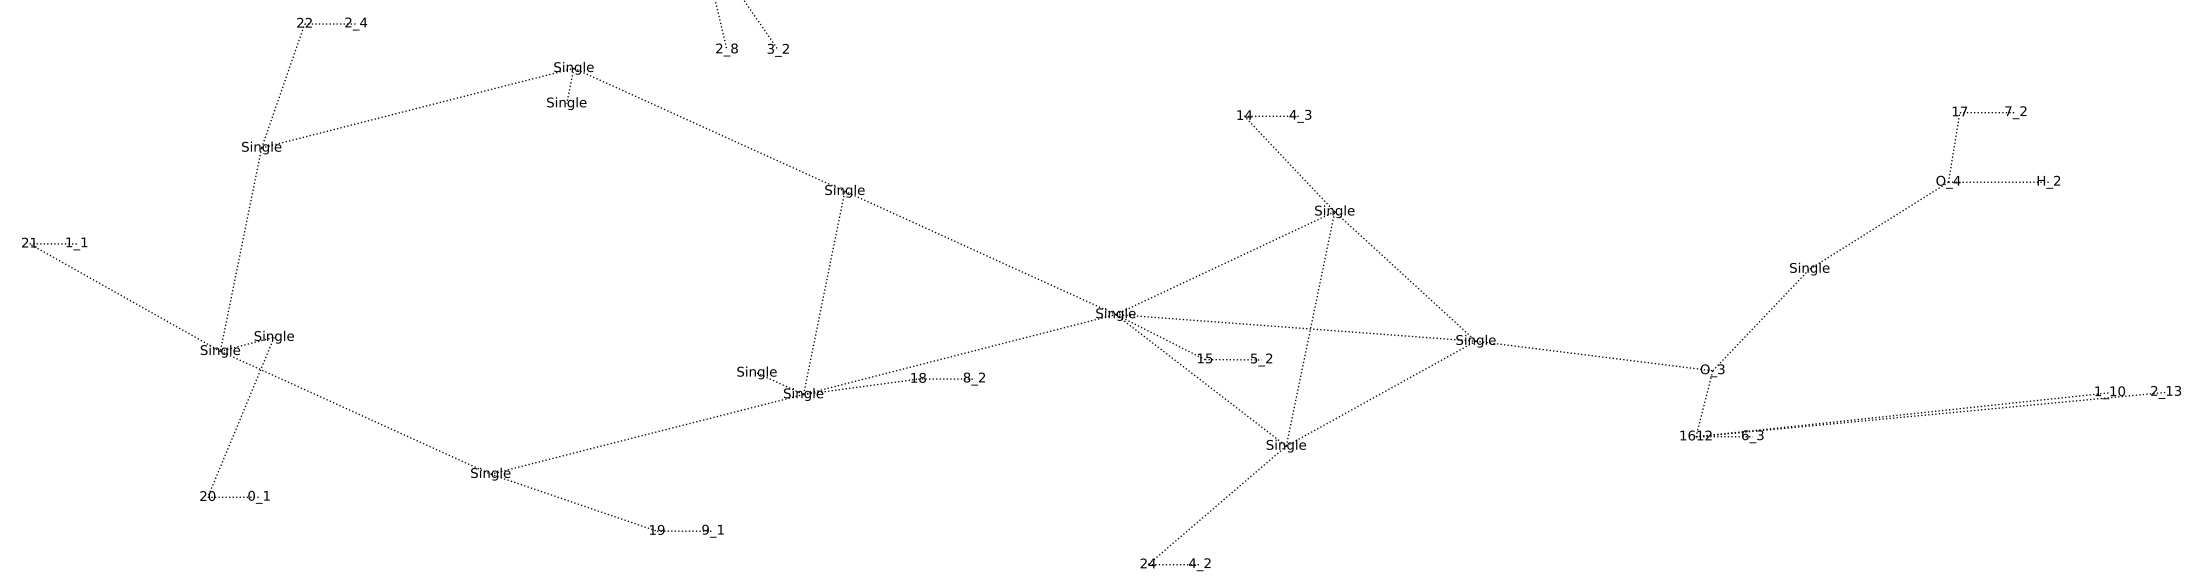 22 2_4
2_8 3_2
Single
Single
14 4_3
17 7_2
Single
O_4 H_2
Single
Single
21 1_1
Single
Single
Single
Single
Single
O_3
15 5_2
Single
18 8_2
Single
1_10 2_13
1612 6_3
Single
Single
20 0_1
19 9_1
24 4_2